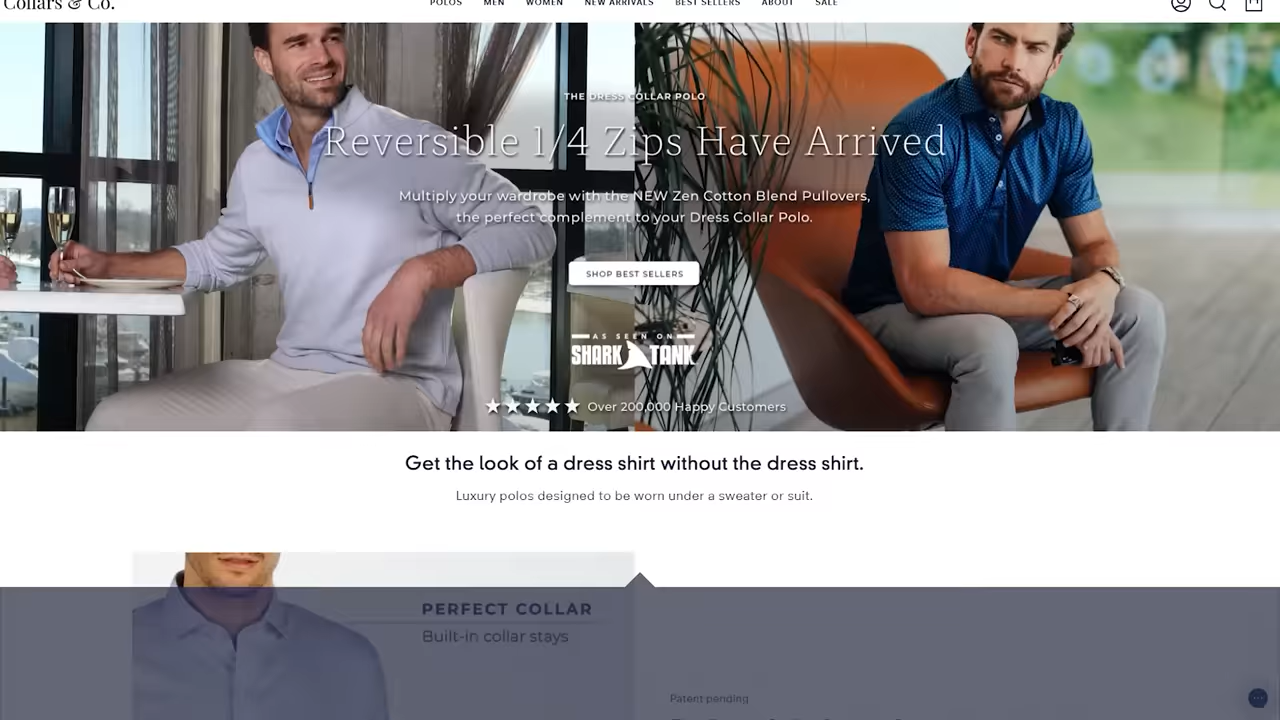 Collars & Co.
POLOS MEN WOMEN NEW ARRIVALS BEST SELLERS ABOUT SALE
THE DRESS COLLAR POLO
Reversible 1/4 Zips Have Arrived
Multiply your wardrobe with the NEW Zen Cotton Blend Pullovers,
the perfect complement to your Dress Collar Polo.
SHOP BEST SELLERS
AS SEEN ON
SHARK TANK
Over 200,000 Happy Customers
Get the look of a dress shirt without the dress shirt.
Luxury polos designed to be worn under a sweater or suit.
PERFECT COLLAR
Built-in collar stays
Patent pending